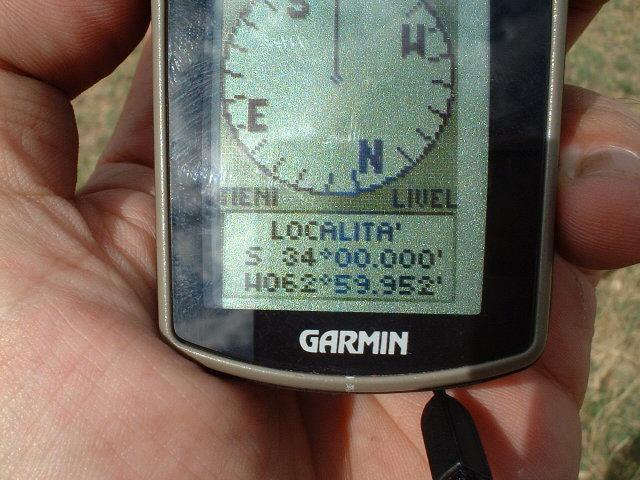 S
W
E
N
TIENI LIVEL
LOCALITA'
S 34°00.000'
W062°59.952'
GARMIN